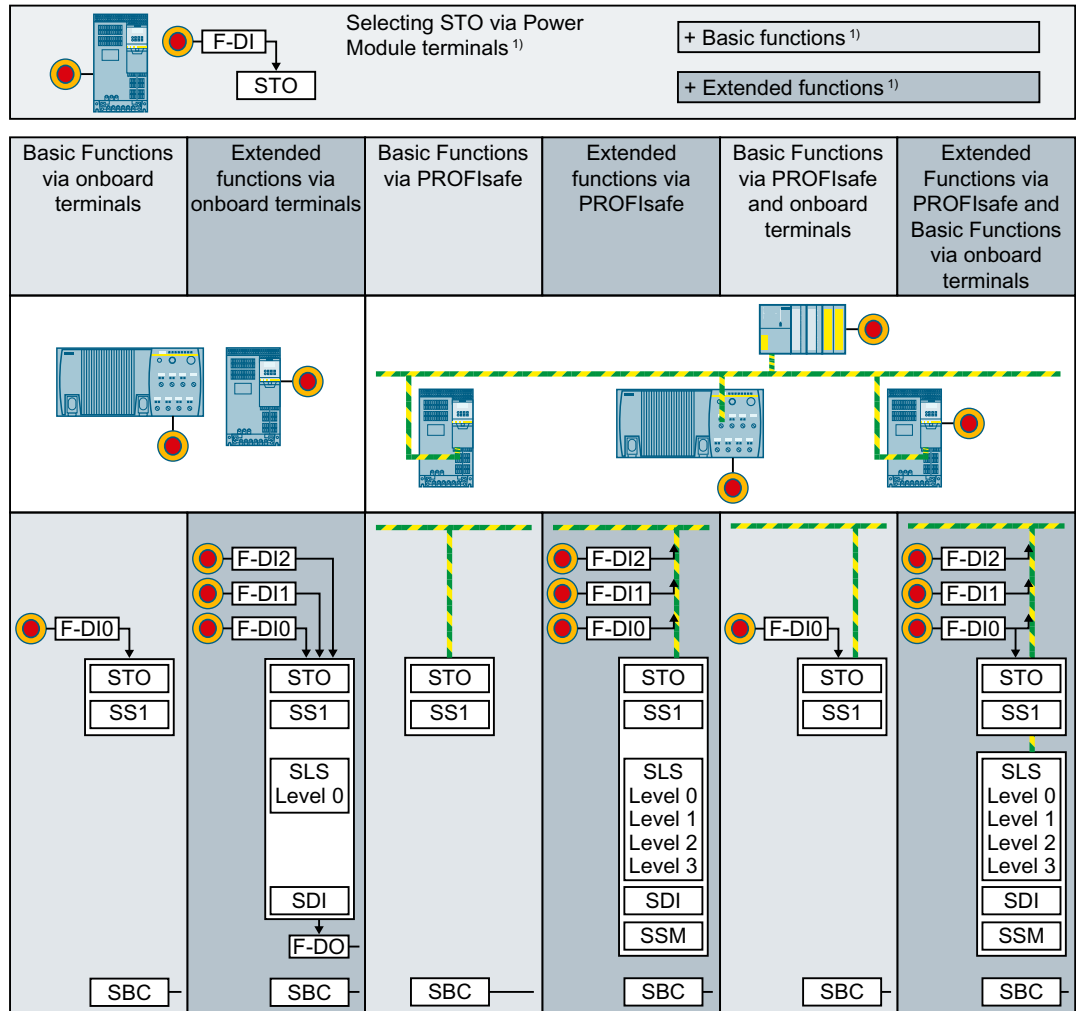 Selecting STO via Power
Module terminals 1)
F-DI
STO
+ Basic functions 1)
+ Extended functions 1)
Basic Functions
via onboard
terminals
Extended
functions via
onboard terminals
Basic Functions
via PROFIsafe
Extended
functions via
PROFIsafe
Basic Functions
via PROFIsafe
and onboard
terminals
Extended
Functions via
PROFIsafe and
Basic Functions
via onboard
terminals
F-DI0
STO
SS1
SBC
F-DI2
F-DI1
F-DI0
STO
SS1
SLS
Level 0
SDI
F-DO
SBC
STO
SS1
SBC
F-DI2
F-DI1
F-DI0
STO
SS1
SLS
Level 0
Level 1
Level 2
Level 3
SDI
SSM
SBC
F-DI0
STO
SS1
SBC
F-DI2
F-DI1
F-DI0
STO
SS1
SLS
Level 0
Level 1
Level 2
Level 3
SDI
SSM
SBC